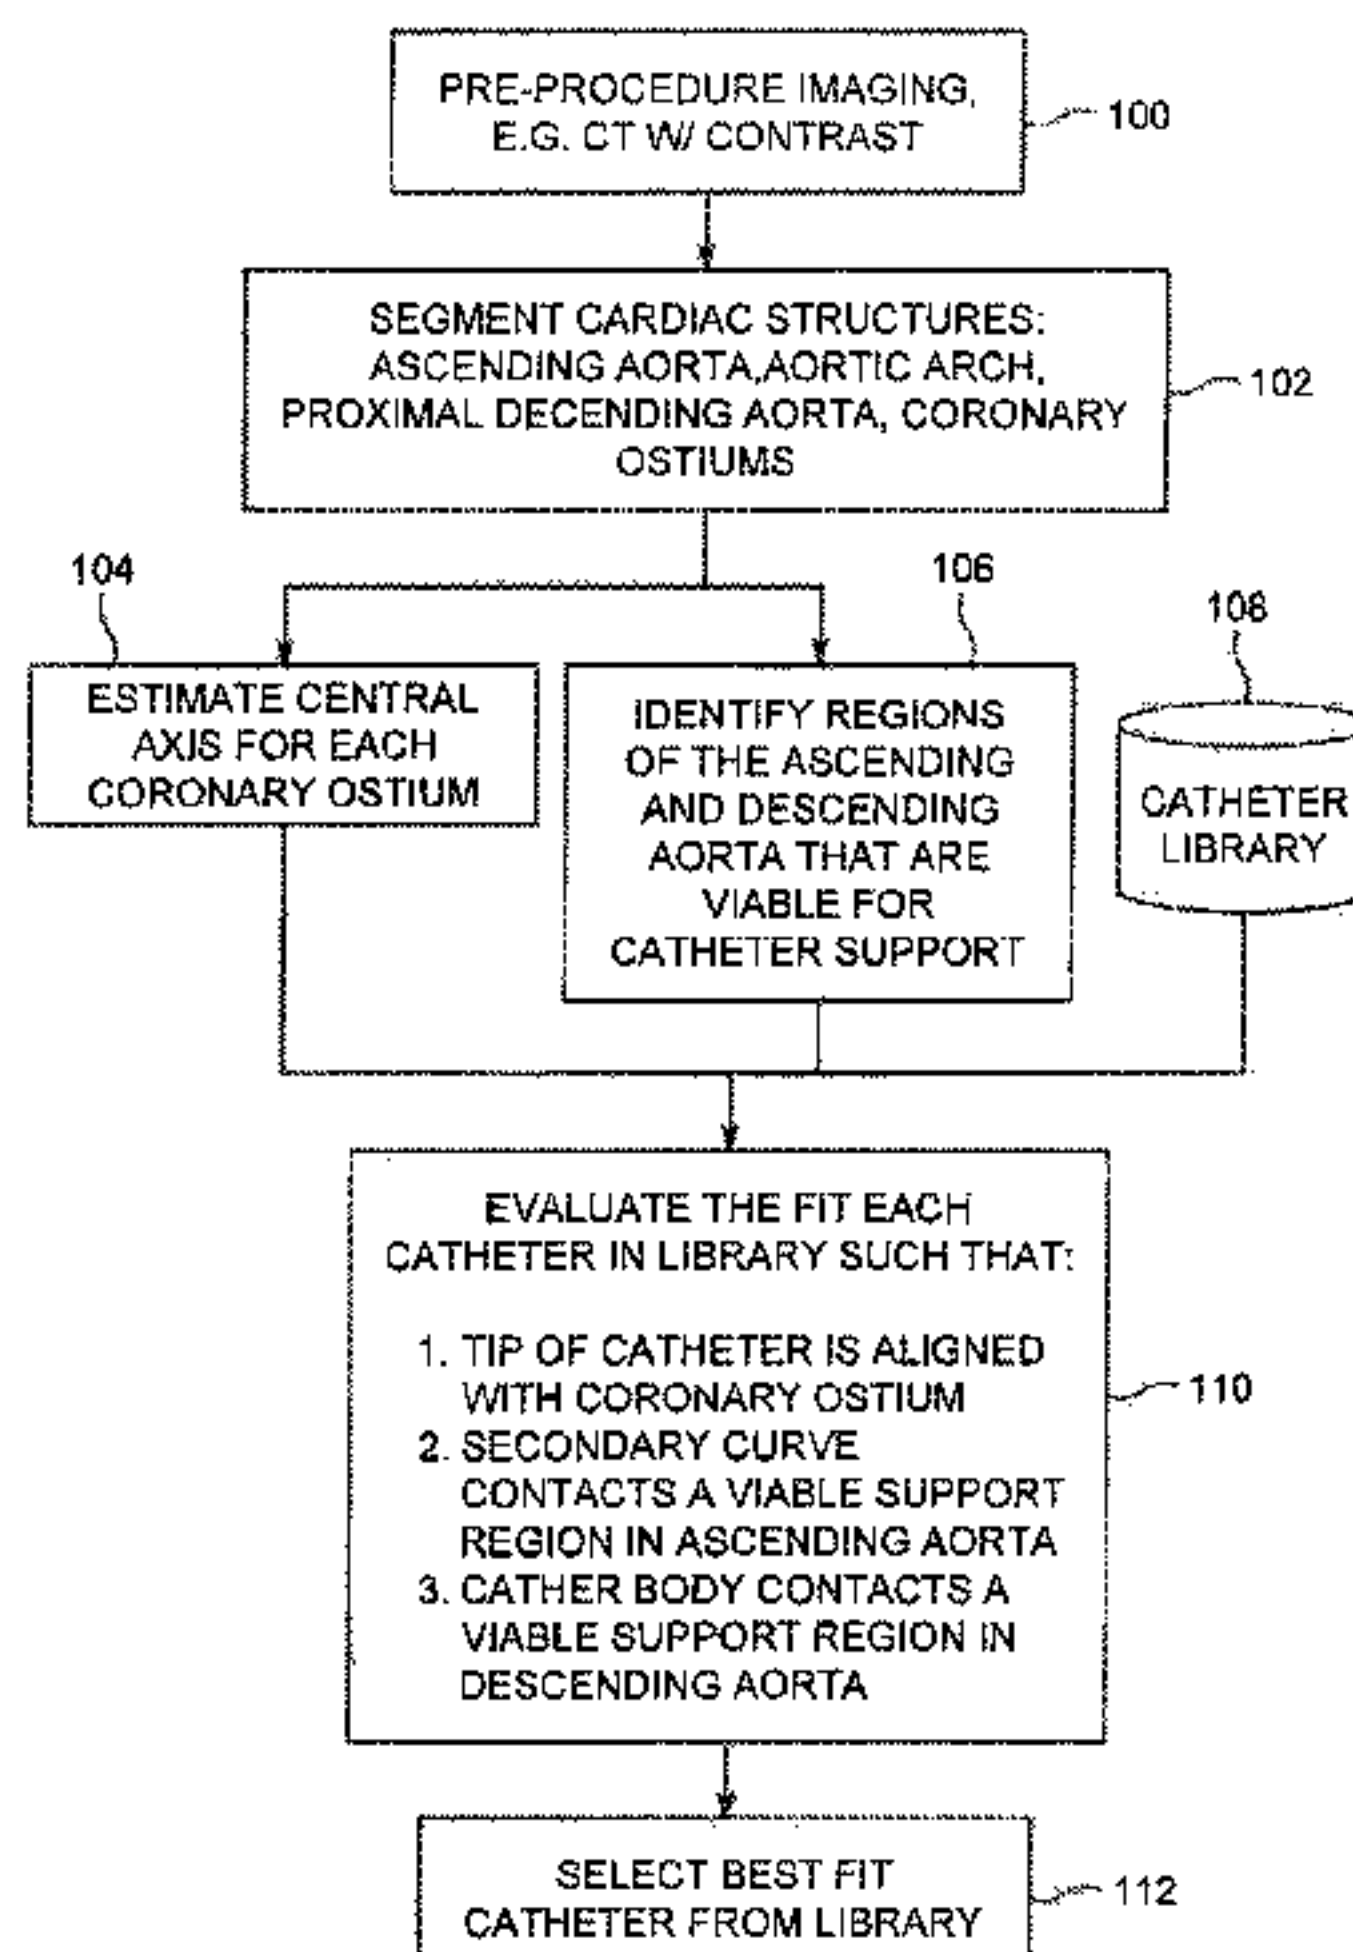 PRE-PROCEDURE IMAGING,
E.G. CT W/ CONTRAST
100
SEGMENT CARDIAC STRUCTURES:
ASCENDING AORTA,AORTIC ARCH,
PROXIMAL DECENDING AORTA, CORONARY
OSTIUMS
102
104
106
108
ESTIMATE CENTRAL
AXIS FOR EACH
CORONARY OSTIUM
IDENTIFY REGIONS
OF THE ASCENDING
AND DESCENDING
AORTA THAT ARE
VIABLE FOR
CATHETER SUPPORT
CATHETER
LIBRARY
EVALUATE THE FIT EACH
CATHETER IN LIBRARY SUCH THAT:
1. TIP OF CATHETER IS ALIGNED
WITH CORONARY OSTIUM
2. SECONDARY CURVE
CONTACTS A VIABLE SUPPORT
REGION IN ASCENDING AORTA
3. CATHER BODY CONTACTS A
VIABLE SUPPORT REGION IN
DESCENDING AORTA
110
SELECT BEST FIT
CATHETER FROM LIBRARY
112